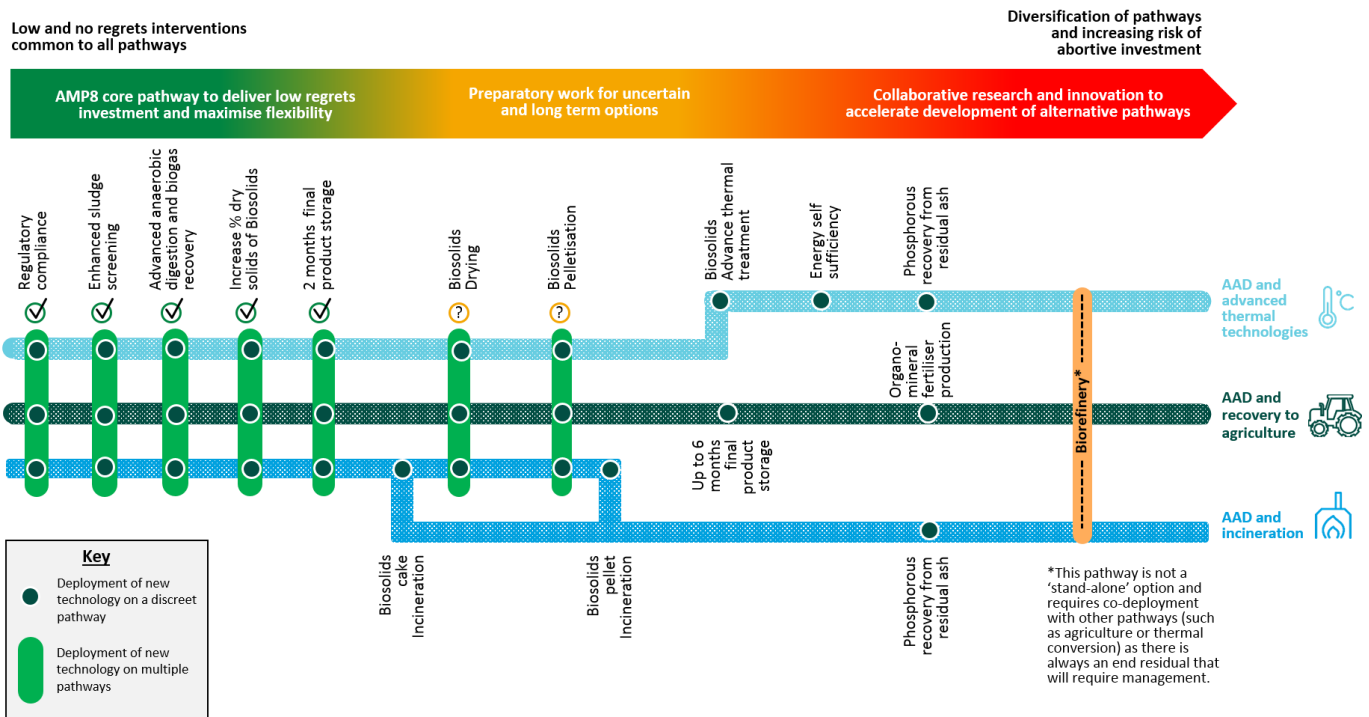 Low and no regrets interventions
common to all pathways
Diversification of pathways
and increasing risk of
abortive investment
AMP8 core pathway to deliver low regrets
investment and maximise flexibility
Preparatory work for uncertain
and long term options
Collaborative research and innovation to
accelerate development of alternative pathways
Regulatory
compliance
Enhanced sludge
screening
Advanced anaerobic
digestion and biogas
recovery
Increase % dry
solids of Biosolids
2 months final
product storage
Biosolids
Drying
Biosolids
Pelletisation
Biosolids
Advance thermal
treatment
Energy self
sufficiency
Phosphorous
recovery from
residual ash
?
?
AAD and
advanced
thermal
technologies
°C
Organo-
mineral
fertiliser
production
Biorefinery*
AAD and
recovery to
agriculture
Up to 6
months
final
product
storage
AAD and
incineration
Biosolids
cake
Incineration
Biosolids
pellet
Incineration
Phosphorous
recovery from
residual ash
Key
Deployment of new
technology on a discreet
pathway
Deployment of new
technology on multiple
pathways
*This pathway is not a
‘stand-alone’ option and
requires co-deployment
with other pathways (such
as agriculture or thermal
conversion) as there is
always an end residual that
will require management.